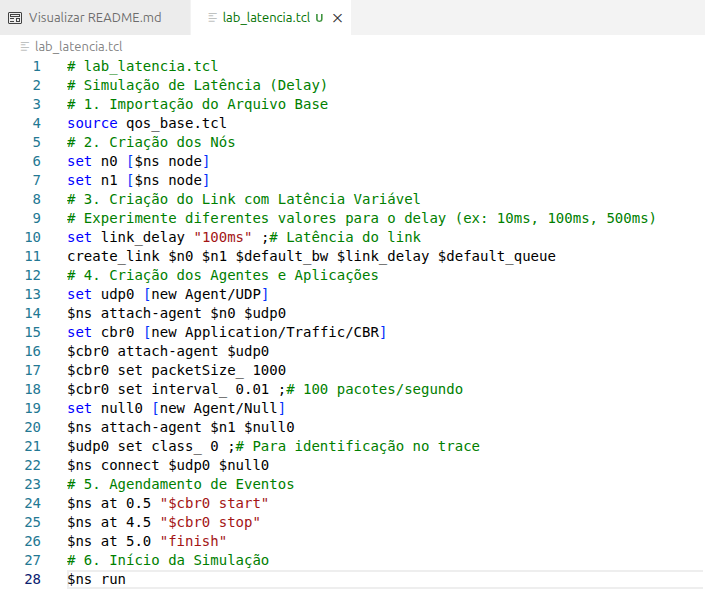 Visualizar README.md
lab_latencia.tcl U
lab_latencia.tcl
1 # lab_latencia.tcl
2 # Simulação de Latência (Delay)
3 # 1. Importação do Arquivo Base
4 source qos_base.tcl
5 # 2. Criação dos Nós
6 set n0 [$ns node]
7 set n1 [$ns node]
8 # 3. Criação do Link com Latência Variável
9 # Experimente diferentes valores para o delay (ex: 10ms, 100ms, 500ms)
10 set link_delay "100ms" ;# Latência do link
11 create_link $n0 $n1 $default_bw $link_delay $default_queue
12 # 4. Criação dos Agentes e Aplicações
13 set udp0 [new Agent/UDP]
14 $ns attach-agent $n0 $udp0
15 set cbr0 [new Application/Traffic/CBR]
16 $cbr0 attach-agent $udp0
17 $cbr0 set packetSize_ 1000
18 $cbr0 set interval_ 0.01 ;# 100 pacotes/segundo
19 set null0 [new Agent/Null]
20 $ns attach-agent $n1 $null0
21 $udp0 set class_ 0 ;# Para identificação no trace
22 $ns connect $udp0 $null0
23 # 5. Agendamento de Eventos
24 $ns at 0.5 "$cbr0 start"
25 $ns at 4.5 "$cbr0 stop"
26 $ns at 5.0 "finish"
27 # 6. Início da Simulação
28 $ns run